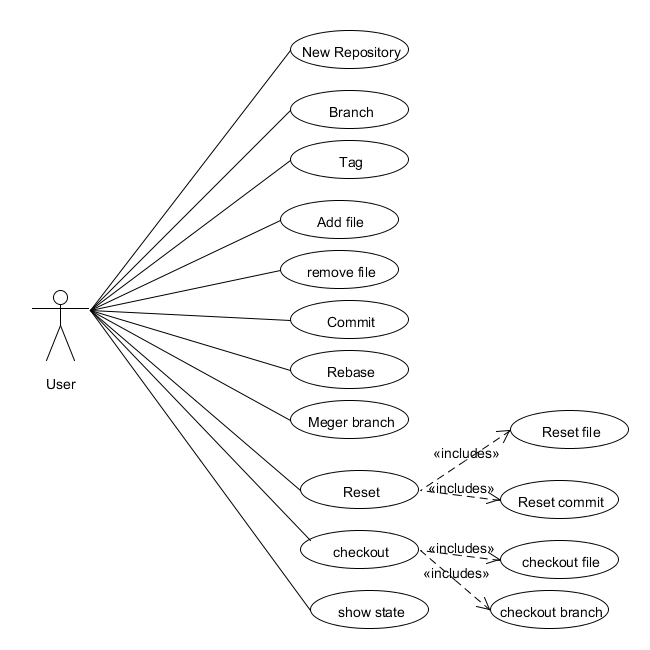 New Repository
Branch
Tag
Add file
remove file
Commit
User
Rebase
Meger branch
Reset file
«includes»
Reset
«includes»
Reset commit
checkout
«includes»
checkout file
«includes»
show state
checkout branch